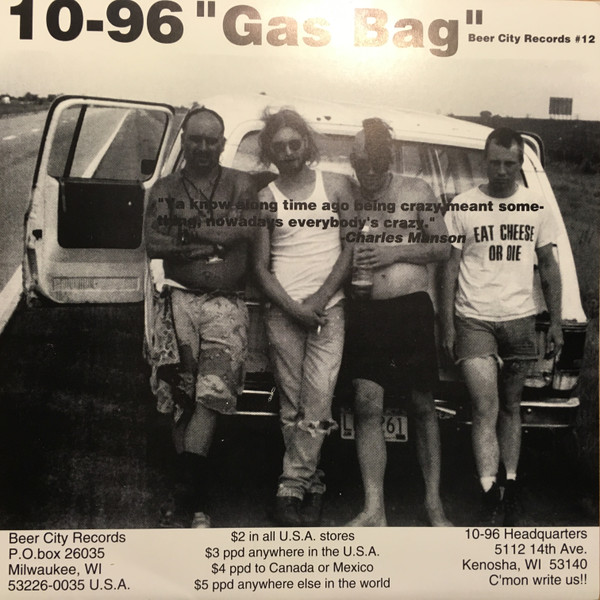 10-96 "Gas Bag"
Beer City Records #12
"Ya know along time ago being crazy meant some-
thing, nowadays everybody's crazy."
-Charles Manson
EAT CHEESE
OR DIE
Beer City Records
P.O.box 26035
Milwaukee, WI
53226-0035 U.S.A.
$2 in all U.S.A. stores
$3 ppd anywhere in the U.S.A.
$4 ppd to Canada or Mexico
$5 ppd anywhere else in the world
10-96 Headquarters
5112 14th Ave.
Kenosha, WI 53140
C'mon write us!!